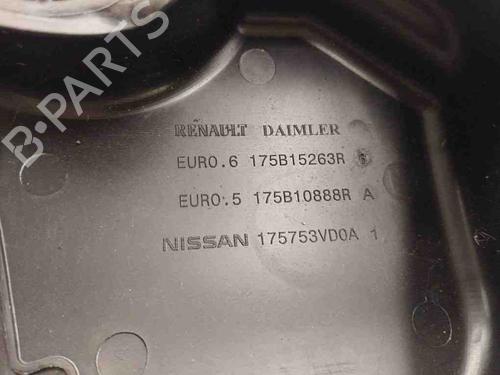 B-PARTS
RENAULT DAIMLER
EURO.6 175B15263R
EURO.5 175B10888R A
NISSAN 175753VD0A 1